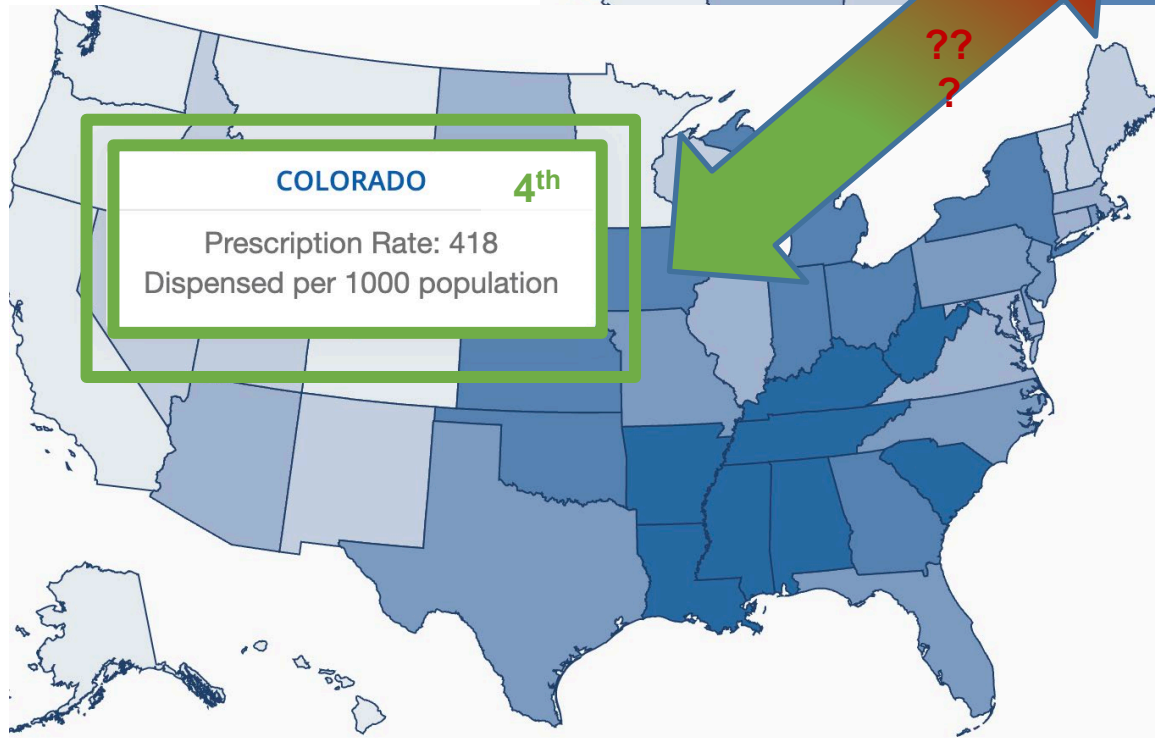 ??
?
COLORADO 4th
Prescription Rate: 418
Dispensed per 1000 population